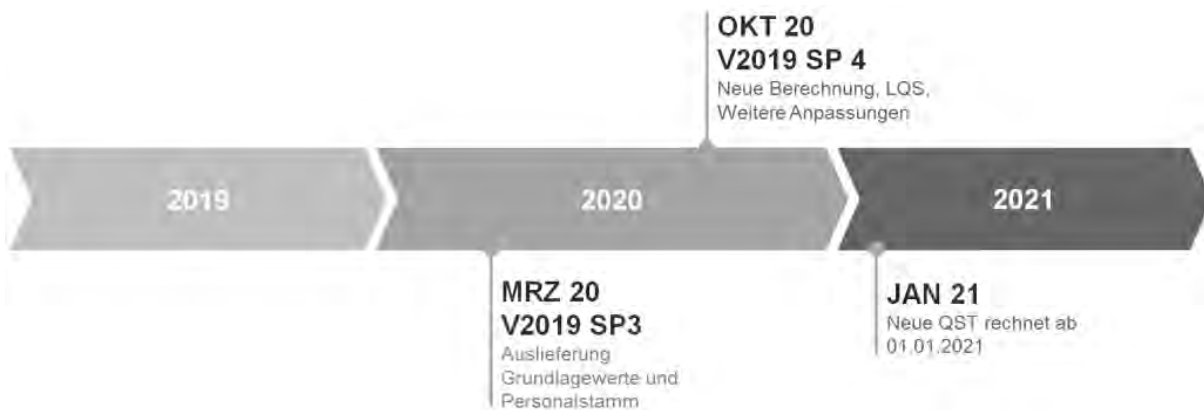 OKT 20
V2019 SP 4
Neue Berechnung, LQS,
Weitere Anpassungen
2019
2020
2021
MRZ 20
V2019 SP3
Auslieferung
Grundlagewerte und
Personalstamm
JAN 21
Neue QST rechnet ab
01.01.2021